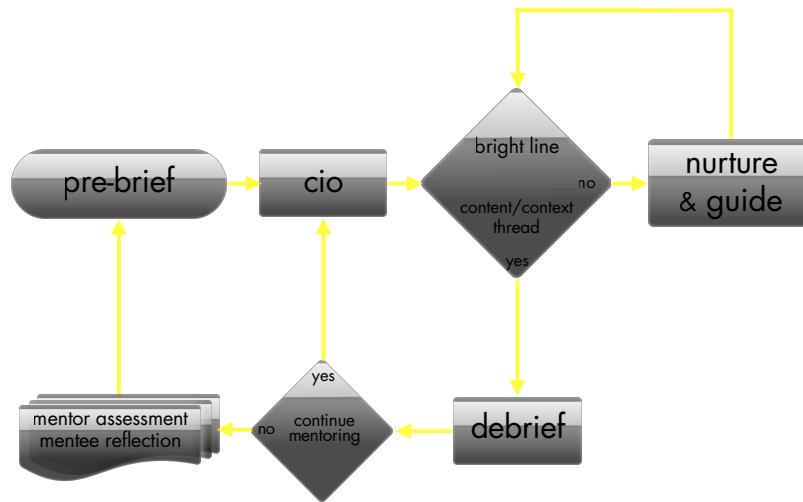 pre-brief
cio
bright line
no
content/context
thread
yes
nurture
& guide
debrief
yes
continue
mentoring
no
mentor assessment
mentee reflection